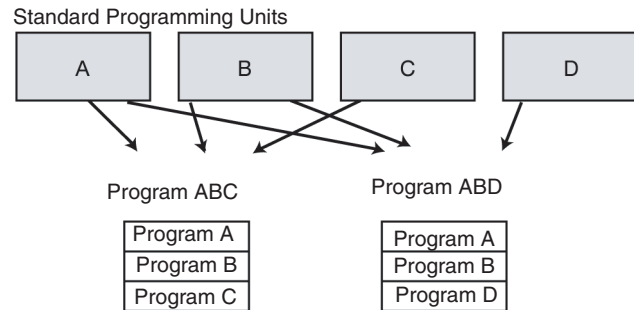 Standard Programming Units
A B C D
Program ABC Program ABD
Program A Program A
Program B Program B
Program C Program D